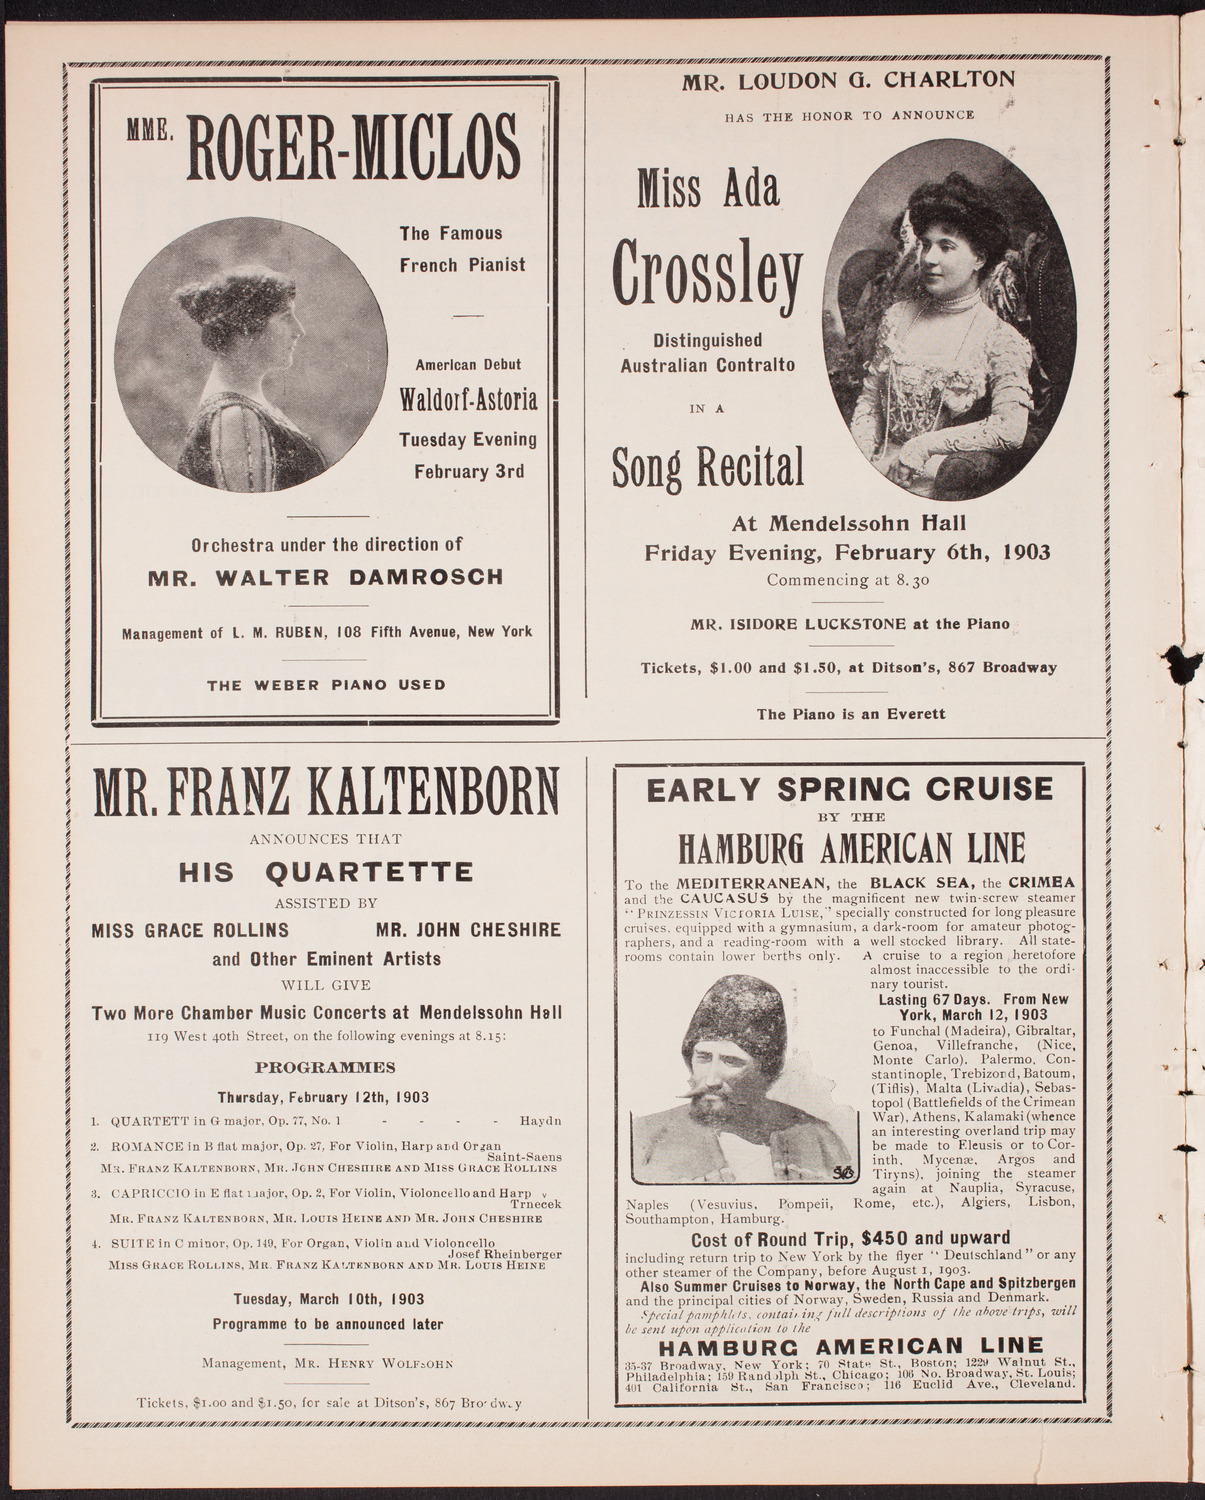 MME. ROGER-MICLOS
The Famous
French Pianist
American Debut
Waldorf-Astoria
Tuesday Evening
February 3rd
Orchestra under the direction of
MR. WALTER DAMROSCH
Management of L. M. RUBEN, 108 Fifth Avenue, New York
THE WEBER PIANO USED
MR. LOUDON G. CHARLTON
HAS THE HONOR TO ANNOUNCE
Miss Ada
Crossley
Distinguished
Australian Contralto
IN A
Song Recital
At Mendelssohn Hall
Friday Evening, February 6th, 1903
Commencing at 8.30
MR. ISIDORE LUCKSTONE at the Piano
Tickets, $1.00 and $1.50, at Ditson's, 867 Broadway
The Piano is an Everett
MR. FRANZ KALTENBORN
ANNOUNCES THAT
HIS QUARTETTE
ASSISTED BY
MISS GRACE ROLLINS MR. JOHN CHESHIRE
and Other Eminent Artists
WILL GIVE
Two More Chamber Music Concerts at Mendelssohn Hall
119 West 40th Street, on the following evenings at 8.15:
PROGRAMMES
Thursday, February 12th, 1903
1. QUARTETT in G major, Op. 77, No. 1 - - - - Haydn
2. ROMANCE in B flat major, Op. 27, For Violin, Harp and Organ
Saint-Saens
MR. FRANZ KALTENBORN, MR. JOHN CHESHIRE AND MISS GRACE ROLLINS
3. CAPRICCIO in E flat major, Op. 2, For Violin, Violoncello and Harp
Trnecek
MR. FRANZ KALTENBORN, MR. LOUIS HEINE AND MR. JOHN CHESHIRE
4. SUITE in C minor, Op. 149, For Organ, Violin and Violoncello
Josef Rheinberger
MISS GRACE ROLLINS, MR. FRANZ KALTENBORN AND MR. LOUIS HEINE
Tuesday, March 10th, 1903
Programme to be announced later
Management, MR. HENRY WOLFSOHN
Tickets, $1.00 and $1.50, for sale at Ditson's, 867 Broadway
EARLY SPRING CRUISE
BY THE
HAMBURG AMERICAN LINE
To the MEDITERRANEAN, the BLACK SEA, the CRIMEA
and the CAUCASUS by the magnificent new twin-screw steamer
"PRINZESSIN VICTORIA LUISE," specially constructed for long pleasure
cruises, equipped with a gymnasium, a dark-room for amateur photog-
raphers, and a reading-room with a well stocked library. All state-
rooms contain lower berths only. A cruise to a region heretofore
almost inaccessible to the ordi-
nary tourist.
Lasting 67 Days. From New
York, March 12, 1903
to Funchal (Madeira), Gibraltar,
Genoa, Villefranche, (Nice,
Monte Carlo), Palermo, Con-
stantinople, Trebizond, Batoum,
(Tiflis), Malta (Livadia), Sebas-
topol (Battlefields of the Crimean
War), Athens, Kalamaki (whence
an interesting overland trip may
be made to Eleusis or to Cor-
inth, Mycenæ, Argos and
Tiryns), joining the steamer
again at Nauplia, Syracuse,
Naples (Vesuvius, Pompeii, Rome, etc.), Algiers, Lisbon,
Southampton, Hamburg.
Cost of Round Trip, $450 and upward
including return trip to New York by the flyer "Deutschland" or any
other steamer of the Company, before August 1, 1903.
Also Summer Cruises to Norway, the North Cape and Spitzbergen
and the principal cities of Norway, Sweden, Russia and Denmark.
Special pamphlets, containing full descriptions of the above trips, will
be sent upon application to the
HAMBURG AMERICAN LINE
35-37 Broadway, New York; 70 State St., Boston; 1229 Walnut St.,
Philadelphia; 159 Randolph St., Chicago; 106 No. Broadway, St. Louis;
401 California St., San Francisco; 116 Euclid Ave., Cleveland.